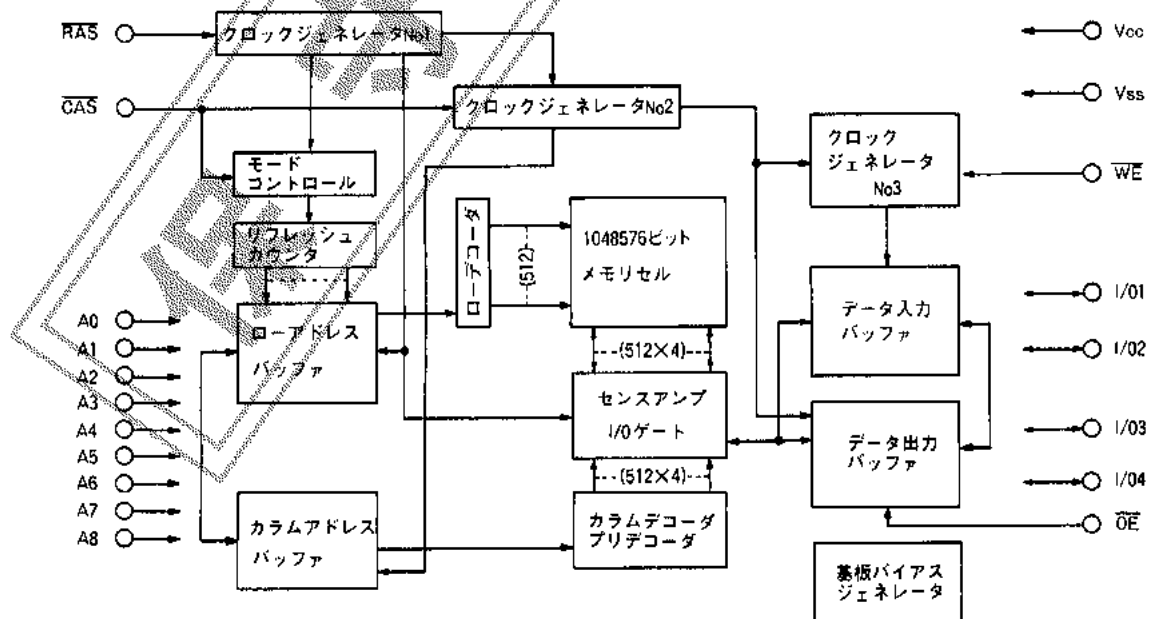 RAS
クロックジェネレータNo1
Vcc
CAS
クロックジェネレータNo2
Vss
クロック
ジェネレータ
No3
WE
モード
コントロール
リフレッシュ
カウンタ
ローデコーダ
(512)
1048576ビット
メモリセル
データ入力
バッファ
I/O1
I/O2
A0
A1
A2
A3
A4
A5
A6
A7
A8
ローアドレス
バッファ
(512×4)
センスアンプ
I/Oゲート
データ出力
バッファ
I/O3
I/O4
(512×4)
カラムアドレス
バッファ
カラムデコーダ
プリデコーダ
OE
基板バイアス
ジェネレータ